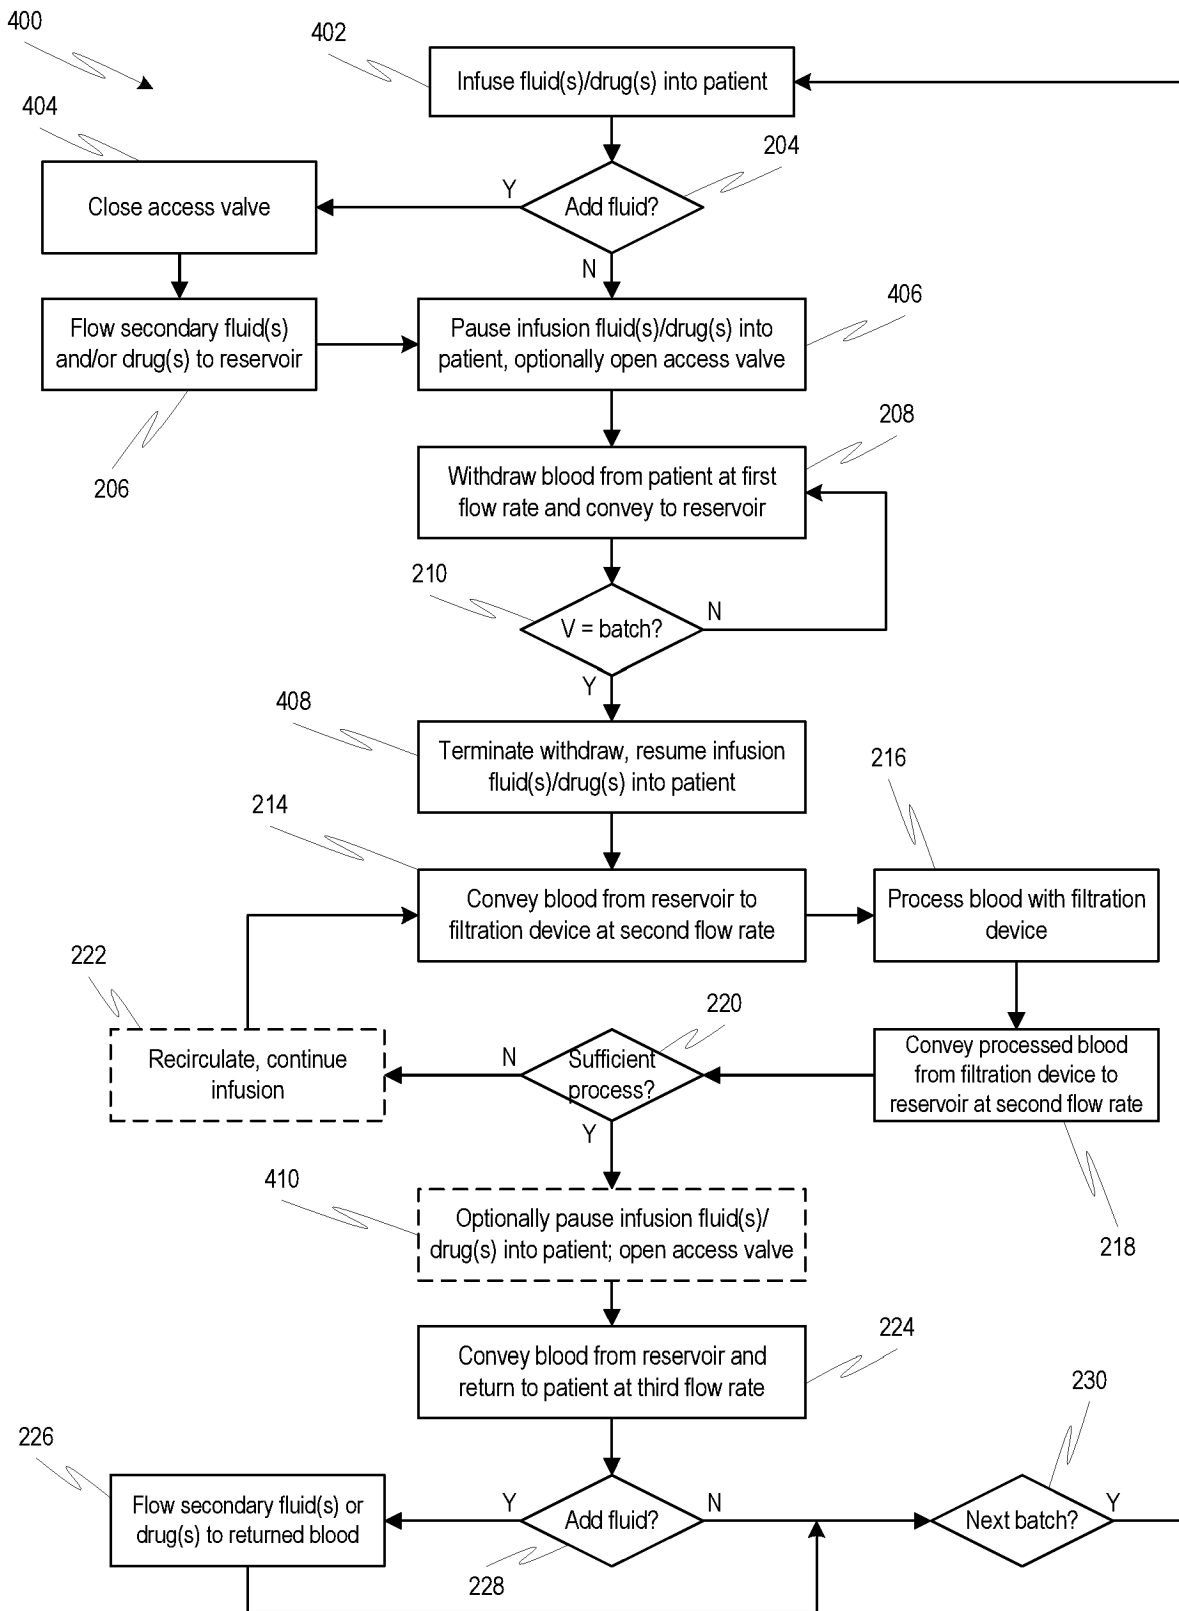 400
402
Infuse fluid(s)/drug(s) into patient
404
204
Close access valve
Y
Add fluid?
N
406
Flow secondary fluid(s)
and/or drug(s) to reservoir
Pause infusion fluid(s)/drug(s) into
patient, optionally open access valve
206
208
Withdraw blood from patient at first
flow rate and convey to reservoir
210
V = batch?
N
Y
408
Terminate withdraw, resume infusion
fluid(s)/drug(s) into patient
214
216
Convey blood from reservoir to
filtration device at second flow rate
Process blood with filtration
device
222
220
Recirculate, continue
infusion
N
Sufficient
process?
Y
Convey processed blood
from filtration device to
reservoir at second flow rate
218
410
Optionally pause infusion fluid(s)/
drug(s) into patient; open access valve
224
Convey blood from reservoir and
return to patient at third flow rate
226
230
Flow secondary fluid(s) or
drug(s) to returned blood
Y
Add fluid?
N
Next batch?
Y
228